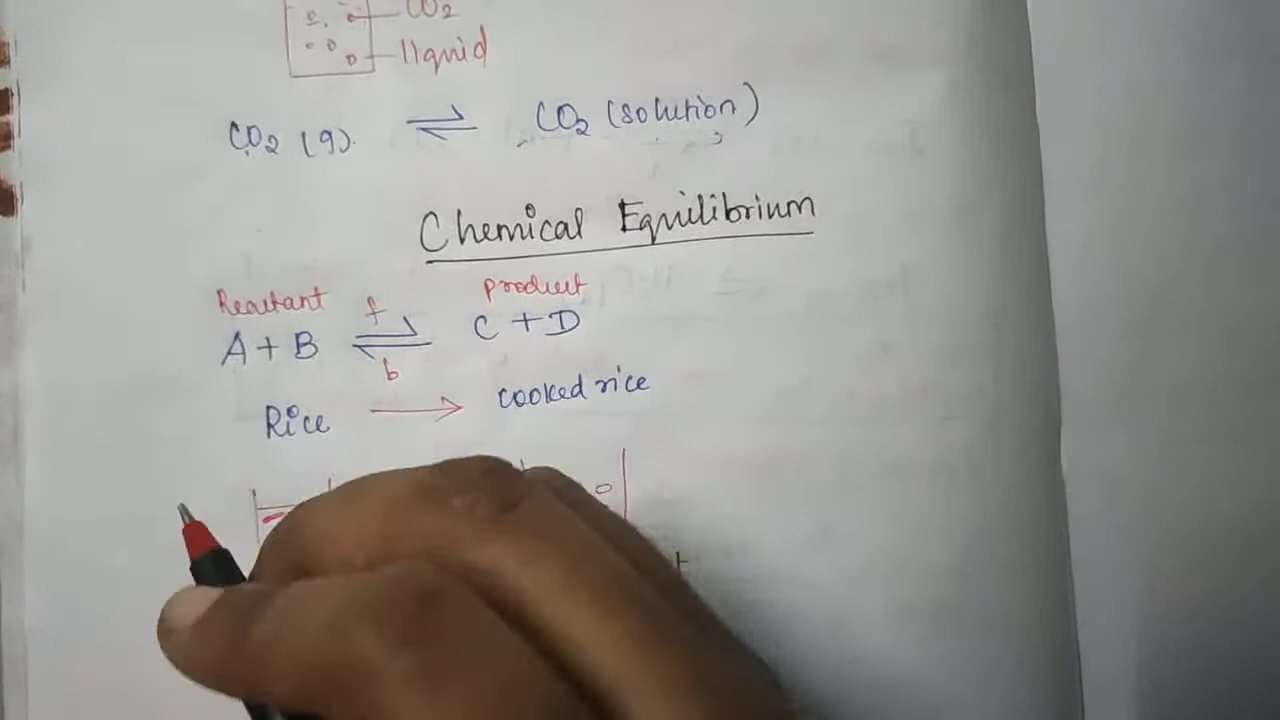 CO2
liquid
CO2 (g) ⇌ CO2 (solution)
Chemical Equilibrium
Reactant f product
A + B ⇌ C + D
b
Rice → cooked rice